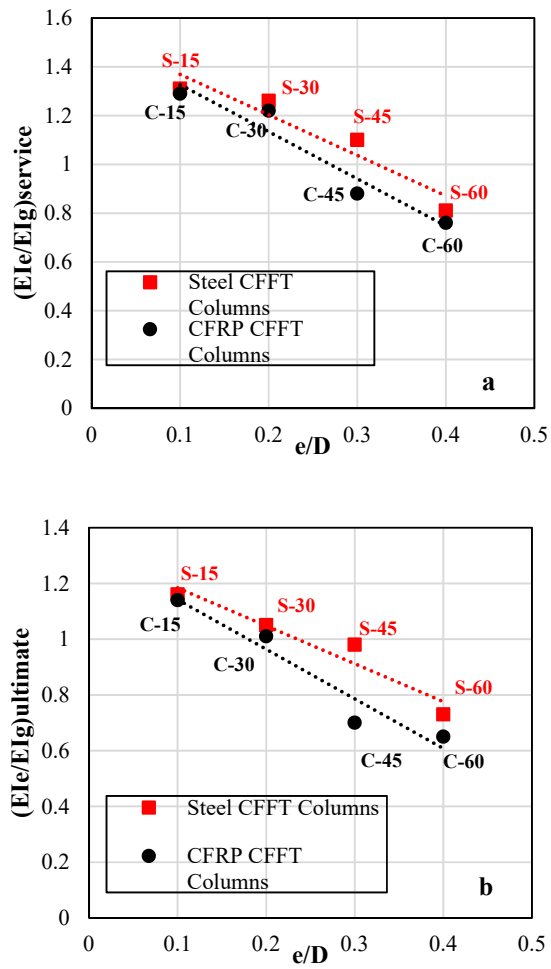 1.6
1.4
1.2
1
0.8
0.6
0.4
0.2
0
(EIe/EIg)service
S-15
S-30
S-45
S-60
C-15
C-30
C-45
C-60
Steel CFFT
Columns
CFRP CFFT
Columns
a
0 0.1 0.2 0.3 0.4 0.5
e/D
1.4
1.2
1
0.8
0.6
0.4
0.2
0
(EIe/EIg)ultimate
S-15
S-30
S-45
S-60
C-15
C-30
C-45
C-60
Steel CFFT Columns
CFRP CFFT
Columns
b
0 0.1 0.2 0.3 0.4 0.5
e/D